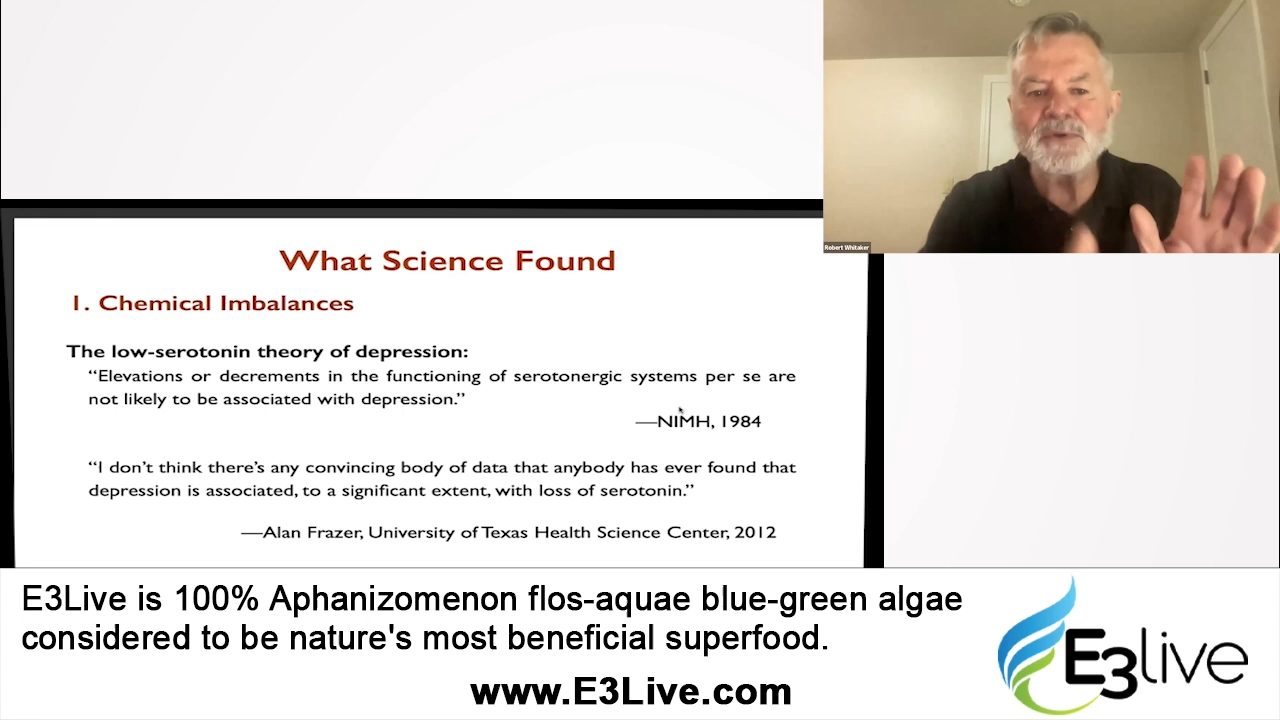 Robert Whitaker
What Science Found
1. Chemical Imbalances
The low-serotonin theory of depression:
“Elevations or decrements in the functioning of serotonergic systems per se are
not likely to be associated with depression.”
—NIMH, 1984
“I don’t think there’s any convincing body of data that anybody has ever found that
depression is associated, to a significant extent, with loss of serotonin.”
—Alan Frazer, University of Texas Health Science Center, 2012
E3Live is 100% Aphanizomenon flos-aquae blue-green algae
considered to be nature's most beneficial superfood.
www.E3Live.com
E3live